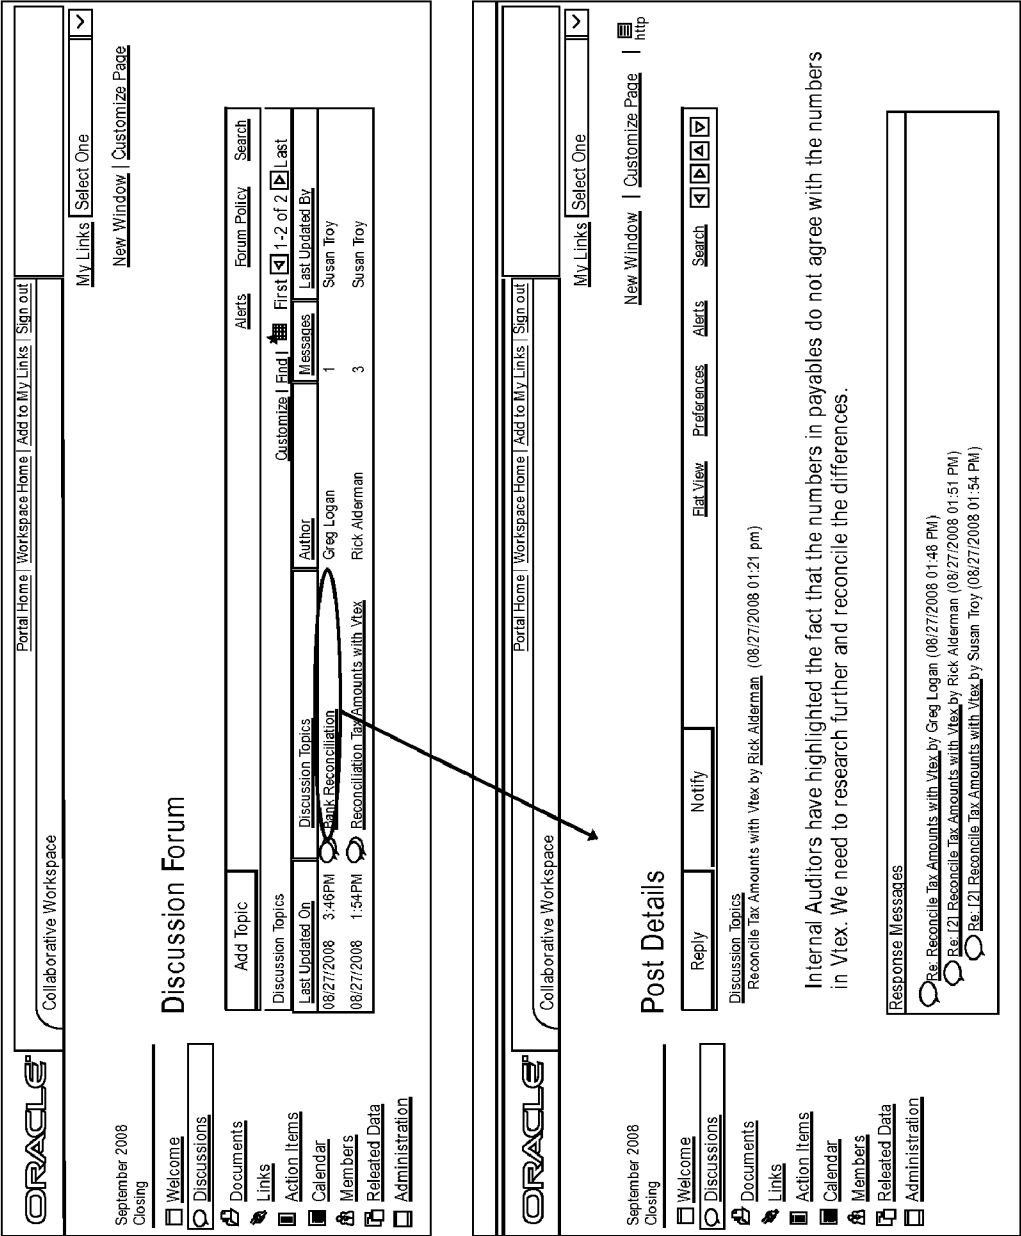 ORACLE
Portal Home | Workspace Home | Add to My Links | Sign out
Collaborative Workspace
My Links Select One
New Window | Customize Page
September 2008
Closing
Welcome
Discussions
Documents
Links
Action Items
Calendar
Members
Releated Data
Administration
Discussion Forum
Add Topic Alerts Forum Policy Search
Discussion Topics Customize | Find | First 1-2 of 2 Last
Last Updated On Discussion Topics Author Messages Last Updated By
08/27/2008 3:46PM Bank Reconciliation Greg Logan 1 Susan Troy
08/27/2008 1:54PM Reconciliation Tax Amounts with Vtex Rick Alderman 3 Susan Troy
ORACLE
Portal Home | Workspace Home | Add to My Links | Sign out
Collaborative Workspace
My Links Select One
New Window | Customize Page | http
September 2008
Closing
Welcome
Discussions
Documents
Links
Action Items
Calendar
Members
Releated Data
Administration
Post Details
Reply Notify Flat View Preferences Alerts Search
Discussion Topics
Reconcile Tax Amounts with Vtex by Rick Alderman (08/27/2008 01:21 pm)
Internal Auditors have highlighted the fact that the numbers in payables do not agree with the numbers
in Vtex. We need to research further and reconcile the differences.
Response Messages
Re: Reconcile Tax Amounts with Vtex by Greg Logan (08/27/2008 01:48 PM)
Re: [2] Reconcile Tax Amounts with Vtex by Rick Alderman (08/27/2008 01:51 PM)
Re: [2] Reconcile Tax Amounts with Vtex by Susan Troy (08/27/2008 01:54 PM)